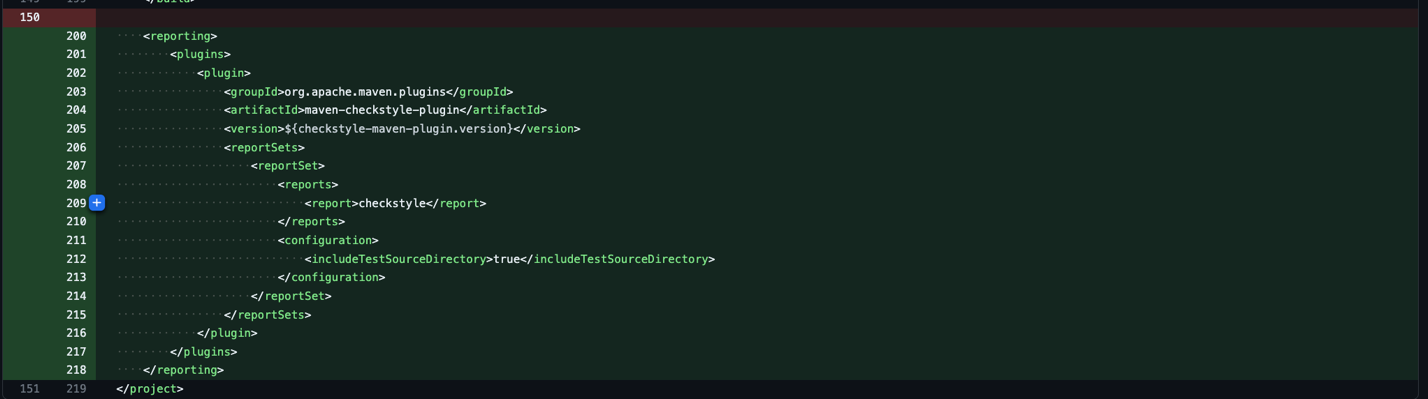 149 199 </build>
150
200 <reporting>
201 <plugins>
202 <plugin>
203 <groupId>org.apache.maven.plugins</groupId>
204 <artifactId>maven-checkstyle-plugin</artifactId>
205 <version>${checkstyle-maven-plugin.version}</version>
206 <reportSets>
207 <reportSet>
208 <reports>
209 + <report>checkstyle</report>
210 </reports>
211 <configuration>
212 <includeTestSourceDirectory>true</includeTestSourceDirectory>
213 </configuration>
214 </reportSet>
215 </reportSets>
216 </plugin>
217 </plugins>
218 </reporting>
151 219 </project>